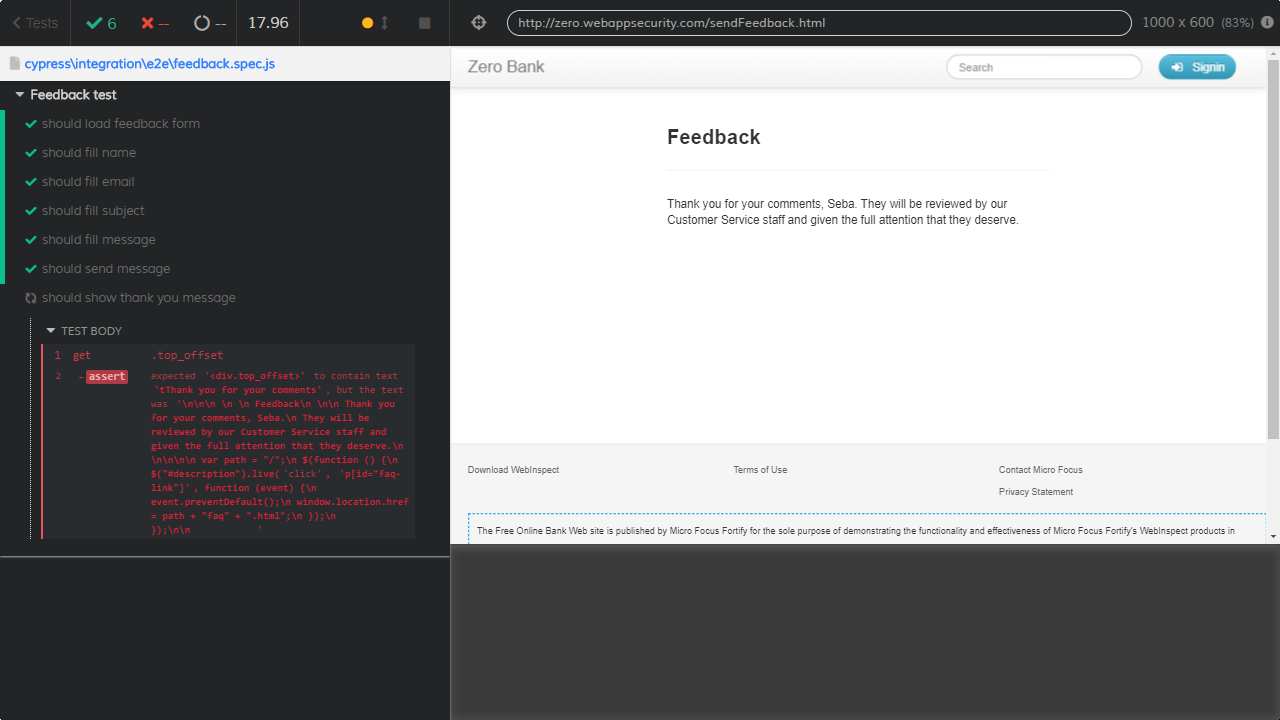 Tests
6
--
--
17.96
http://zero.webappsecurity.com/sendFeedback.html
1000 x 600 (83%)
cypress\integration\e2e\feedback.spec.js
Feedback test
should load feedback form
should fill name
should fill email
should fill subject
should fill message
should send message
should show thank you message
TEST BODY
1 get .top_offset
2 - assert expected '<div.top_offset>' to contain text
'tThank you for your comments', but the text
was '\n\n\n \n \n Feedback\n \n\n Thank you
for your comments, Seba.\n They will be
reviewed by our Customer Service staff and
given the full attention that they deserve.\n
\n\n\n\n var path = "/";\n $(function () {\n
$("#description").live('click', 'p[id="faq-
link"]', function (event) {\n
event.preventDefault();\n window.location.href
= path + "faq" + ".html";\n });\n
});\n\n '
Zero Bank
Search
Signin
Feedback
Thank you for your comments, Seba. They will be reviewed by our
Customer Service staff and given the full attention that they deserve.
Download WebInspect
Terms of Use
Contact Micro Focus
Privacy Statement
The Free Online Bank Web site is published by Micro Focus Fortify for the sole purpose of demonstrating the functionality and effectiveness of Micro Focus Fortify's WebInspect products in